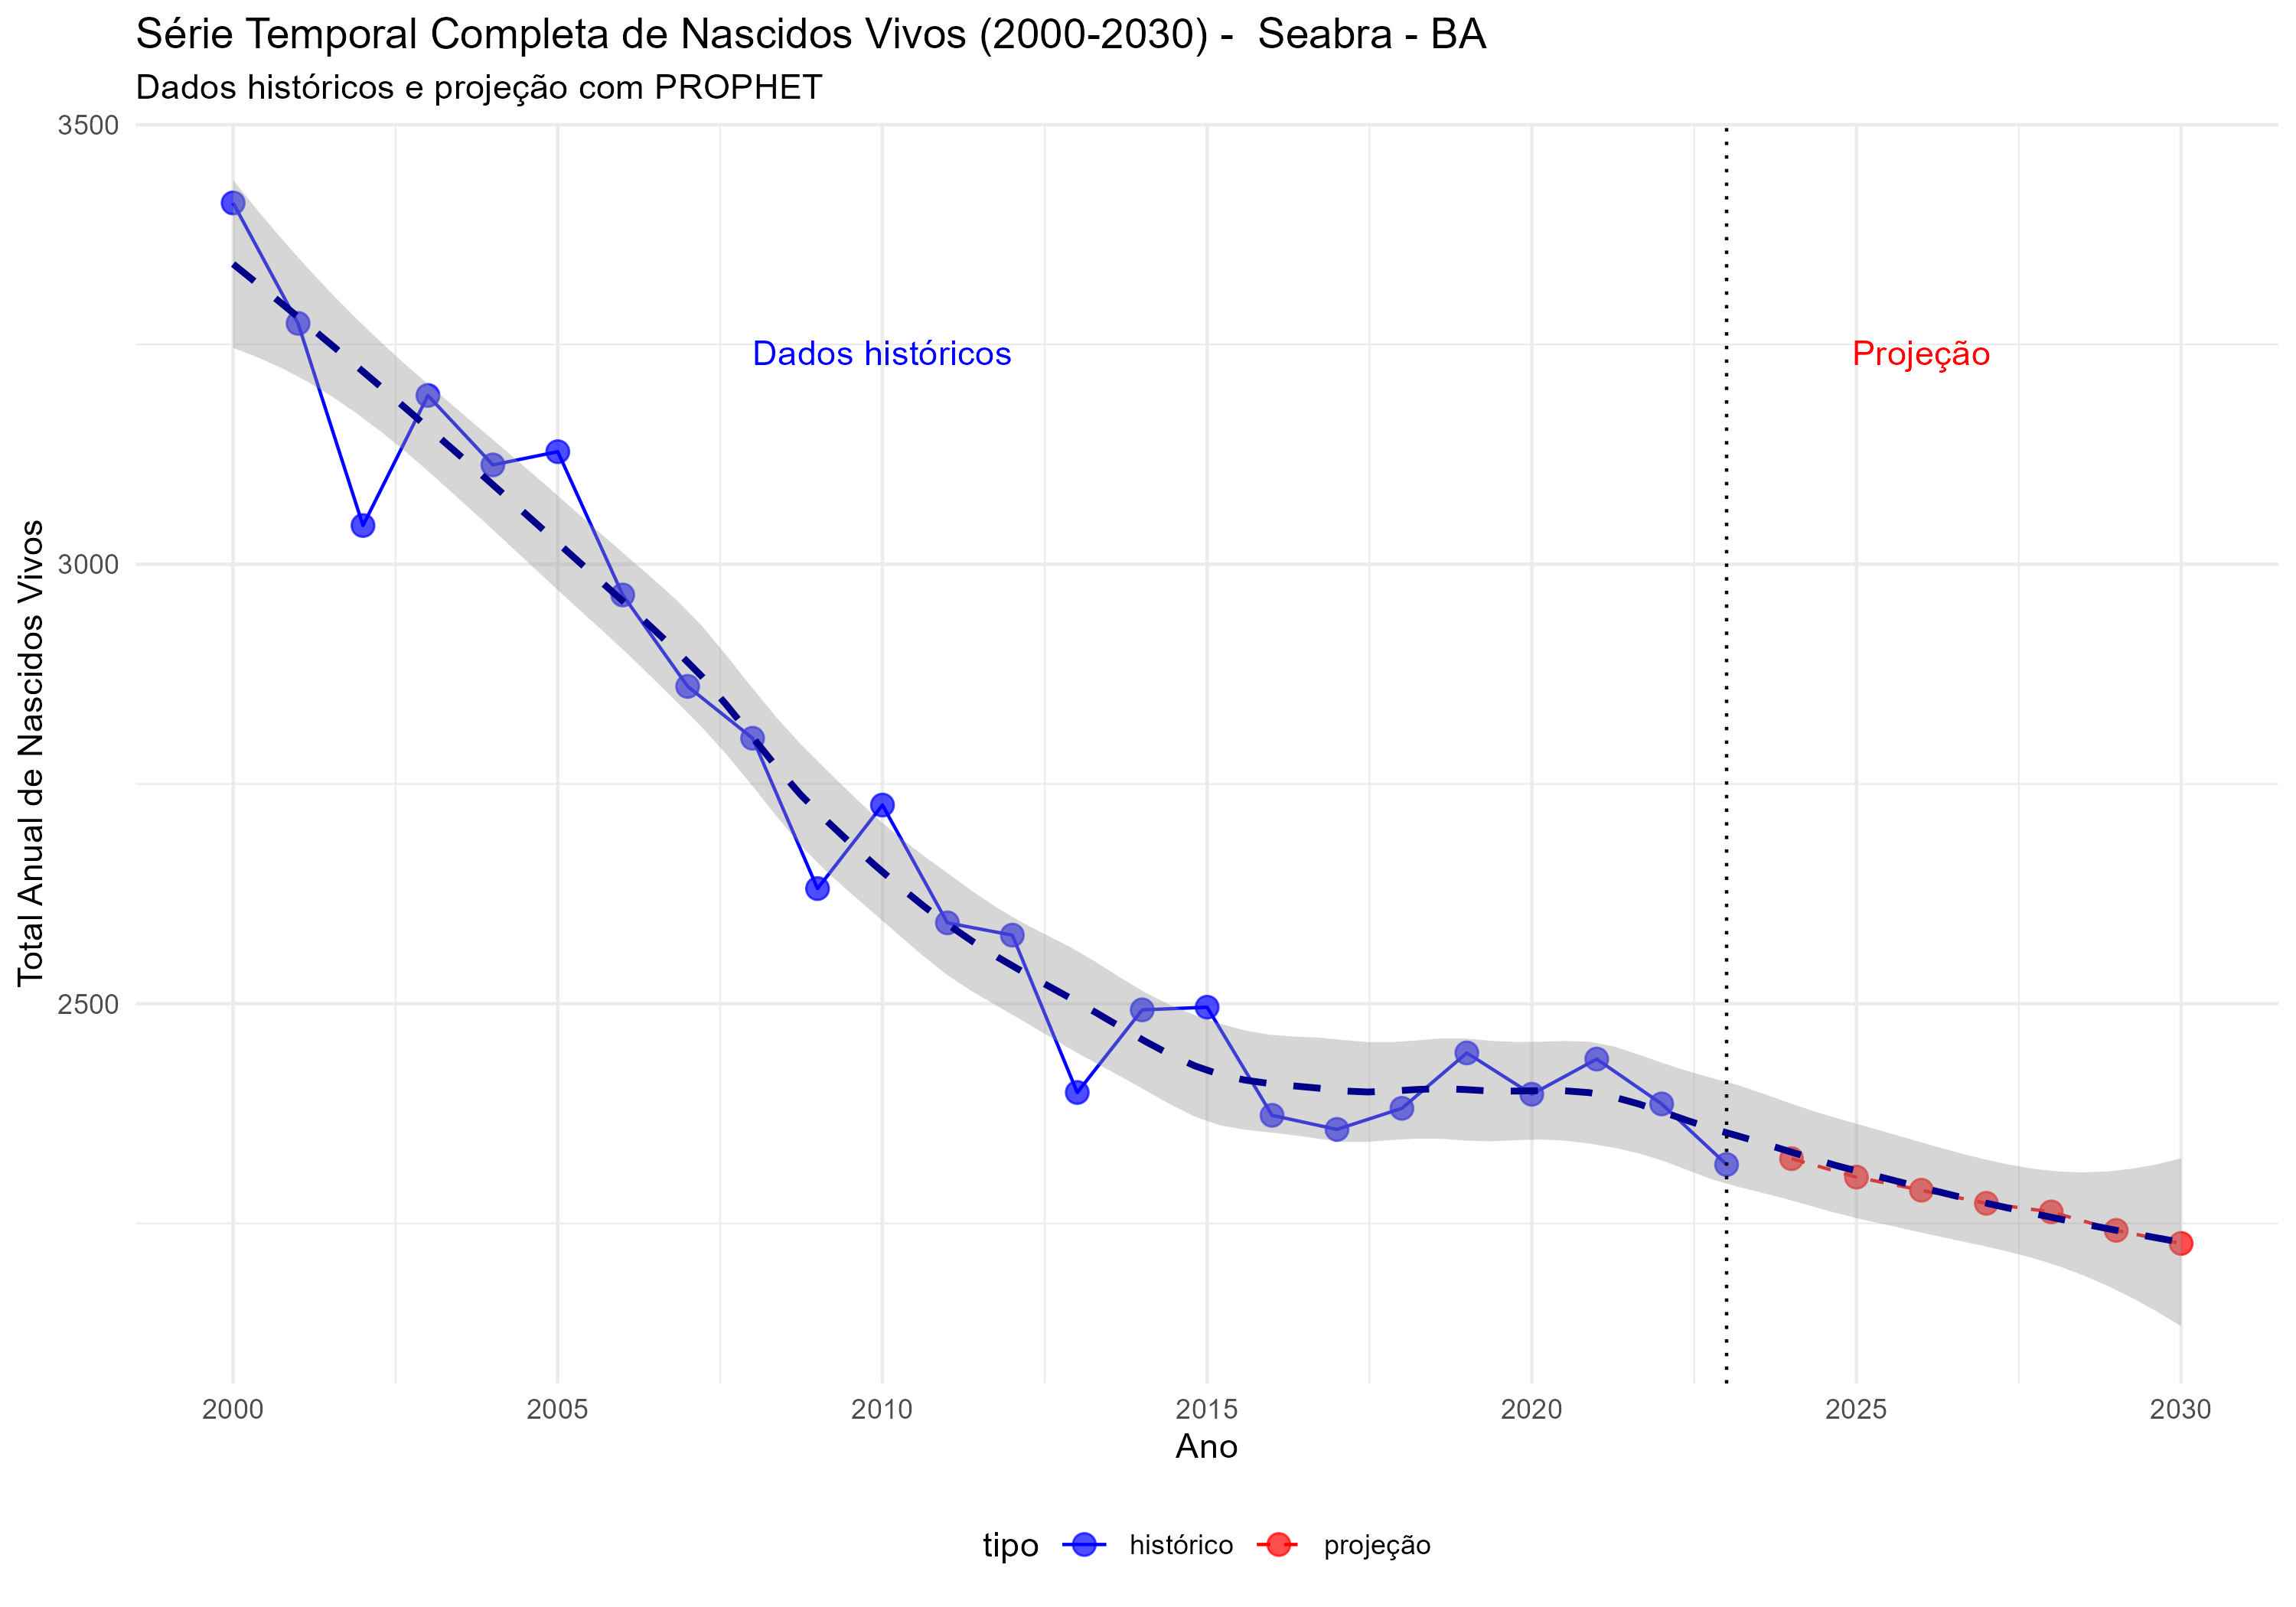 Série Temporal Completa de Nascidos Vivos (2000-2030) -  Seabra - BA
Dados históricos e projeção com PROPHET
Total Anual de Nascidos Vivos
3500
3000
2500
Dados históricos
Projeção
2000 2005 2010 2015 2020 2025 2030
Ano
tipo histórico projeção